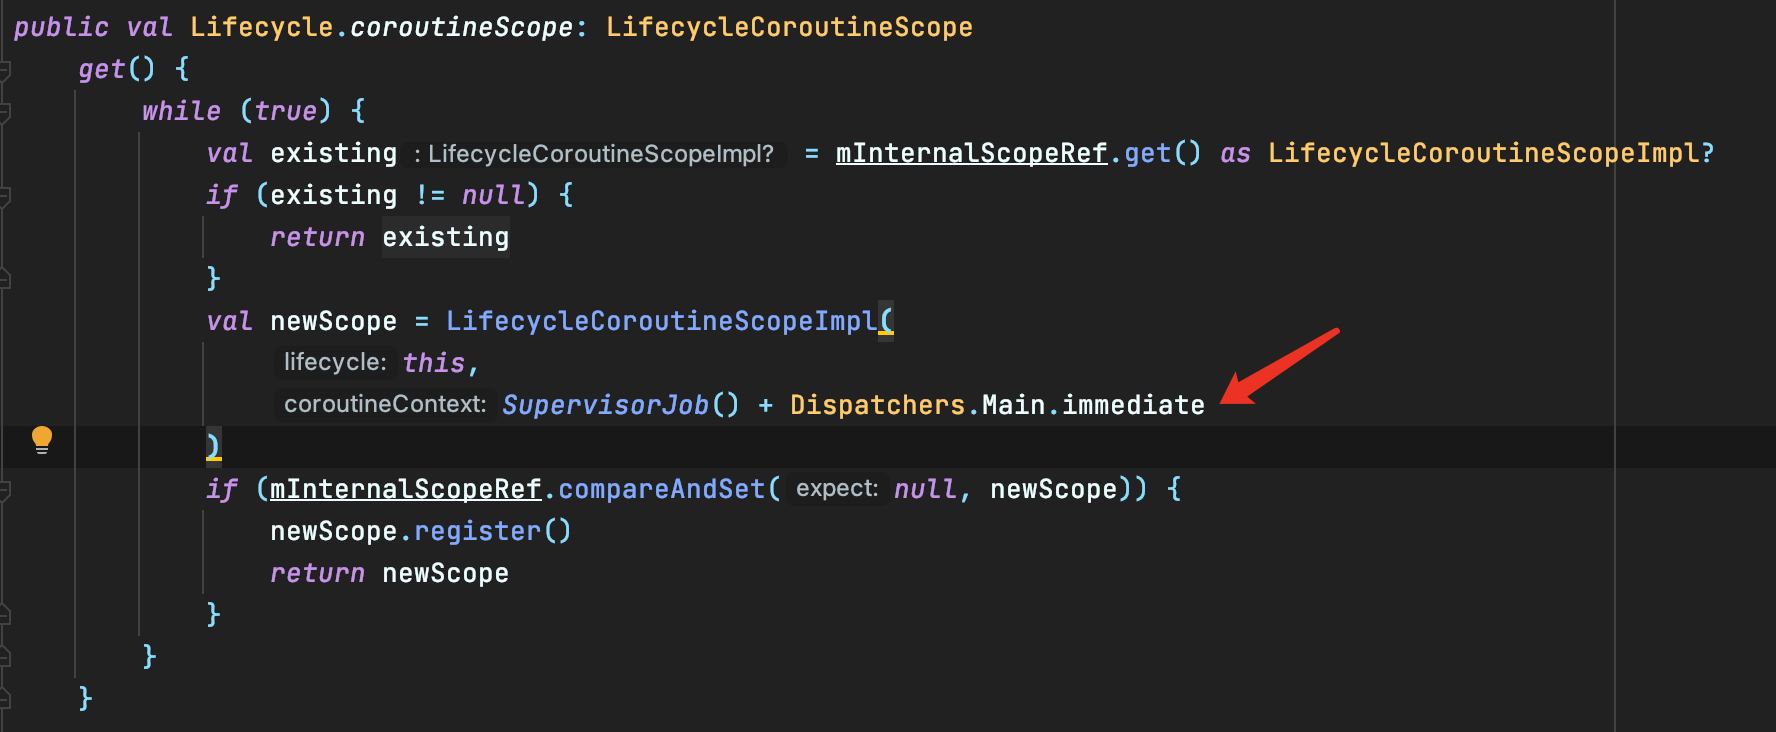 public val Lifecycle.coroutineScope: LifecycleCoroutineScope
get() {
while (true) {
val existing : LifecycleCoroutineScopeImpl? = mInternalScopeRef.get() as LifecycleCoroutineScopeImpl?
if (existing != null) {
return existing
}
val newScope = LifecycleCoroutineScopeImpl(
lifecycle: this,
coroutineContext: SupervisorJob() + Dispatchers.Main.immediate
)
if (mInternalScopeRef.compareAndSet( expect: null, newScope)) {
newScope.register()
return newScope
}
}
}